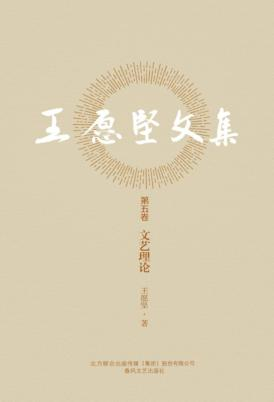 王愿坚文集
第五卷
文艺理论
王愿坚·著
北方联合出版传媒(集团)股份有限公司
春风文艺出版社